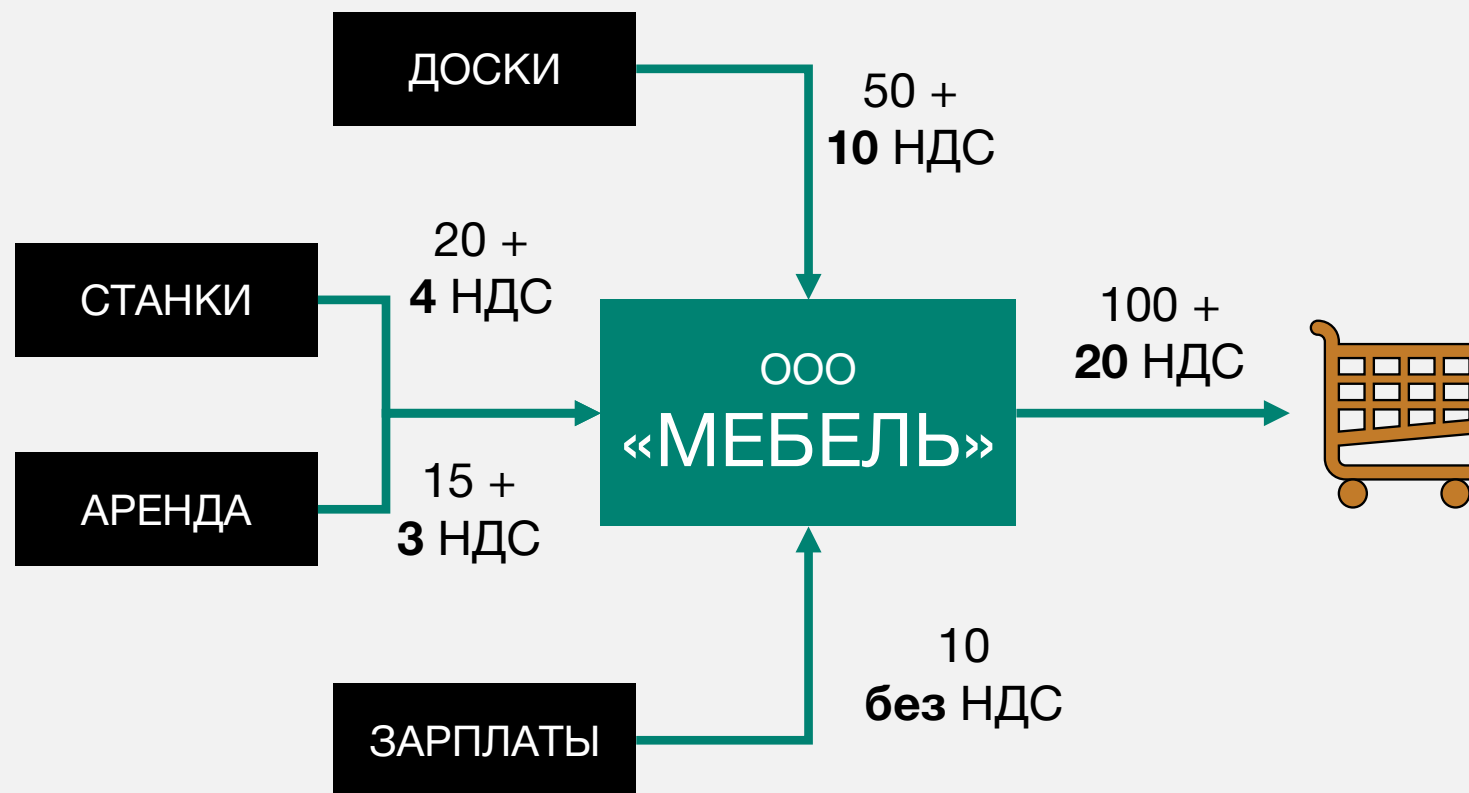 ДОСКИ
50 +
10 НДС
20 +
4 НДС
СТАНКИ
100 +
20 НДС
ООО
«МЕБЕЛЬ»
АРЕНДА
15 +
3 НДС
10
без НДС
ЗАРПЛАТЫ